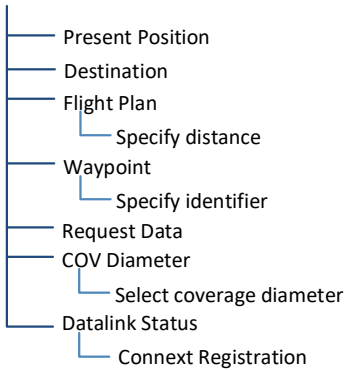 Present Position
Destination
Flight Plan
Specify distance
Waypoint
Specify identifier
Request Data
COV Diameter
Select coverage diameter
Datalink Status
Connext Registration